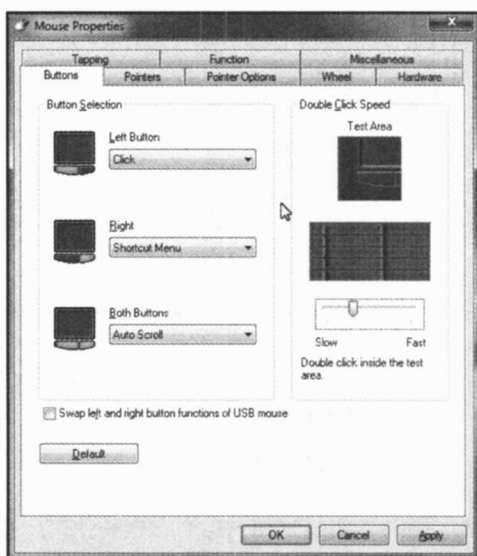 Mouse Properties
Tapping Function Miscellaneous
Buttons Pointers Pointer Options Wheel Hardware
Button Selection
Left Button
Click
Right
Shortcut Menu
Both Buttons
Auto Scroll
Double Click Speed
Test Area
Slow Fast
Double click inside the test
area.
Swap left and right button functions of USB mouse
Default
OK Cancel Apply